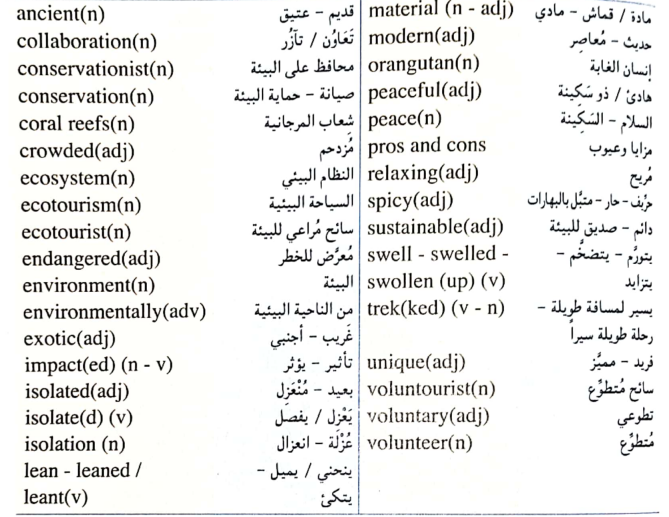 ancient(n) قديم - عتيق
collaboration(n) تَعَاوُن / تآزُر
conservationist(n) محافظ على البيئة
conservation(n) صيانة - حماية البيئة
coral reefs(n) شعاب المرجانية
crowded(adj) مُزدحم
ecosystem(n) النظام البيئي
ecotourism(n) السياحة البيئية
ecotourist(n) سائح مُراعي للبيئة
endangered(adj) مُعرَّض للخطر
environment(n) البيئة
environmentally(adv) من الناحية البيئية
exotic(adj) غَريب - أجنبي
impact(ed) (n - v) تأثير - يؤثر
isolated(adj) بعيد - مُنْعَزِل
isolate(d) (v) يَعْزِل / يفصل
isolation (n) عُزْلَة - انعزال
lean - leaned / ينحني / يميل -
leant(v) يتكئ
material (n - adj) مادة / قماش - مادي
modern(adj) حديث - مُعاصِر
orangutan(n) إنسان الغابة
peaceful(adj) هادئ / ذو سَكِينة
peace(n) السلام - السَّكِينة
pros and cons مزايا وعيوب
relaxing(adj) مُريح
spicy(adj) حرِّيف - حار - متبَّل بالبهارات
sustainable(adj) دائم - صديق للبيئة
swell - swelled - يتورَّم - يتضخَّم -
swollen (up) (v) يتزايد
trek(ked) (v - n) يسير لمسافة طويلة -
رحلة طويلة سيراً
unique(adj) فريد - مميَّز
voluntourist(n) سائح مُتطوِّع
voluntary(adj) تطوعي
volunteer(n) مُتطوِّع